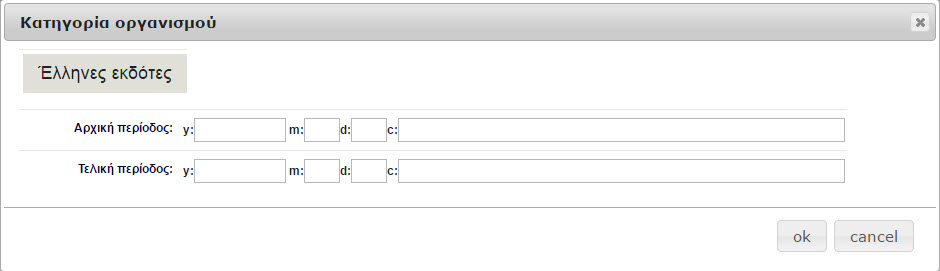 Κατηγορία οργανισμού
Έλληνες εκδότες
Αρχική περίοδος: y: m: d: c:
Τελική περίοδος: y: m: d: c:
ok cancel